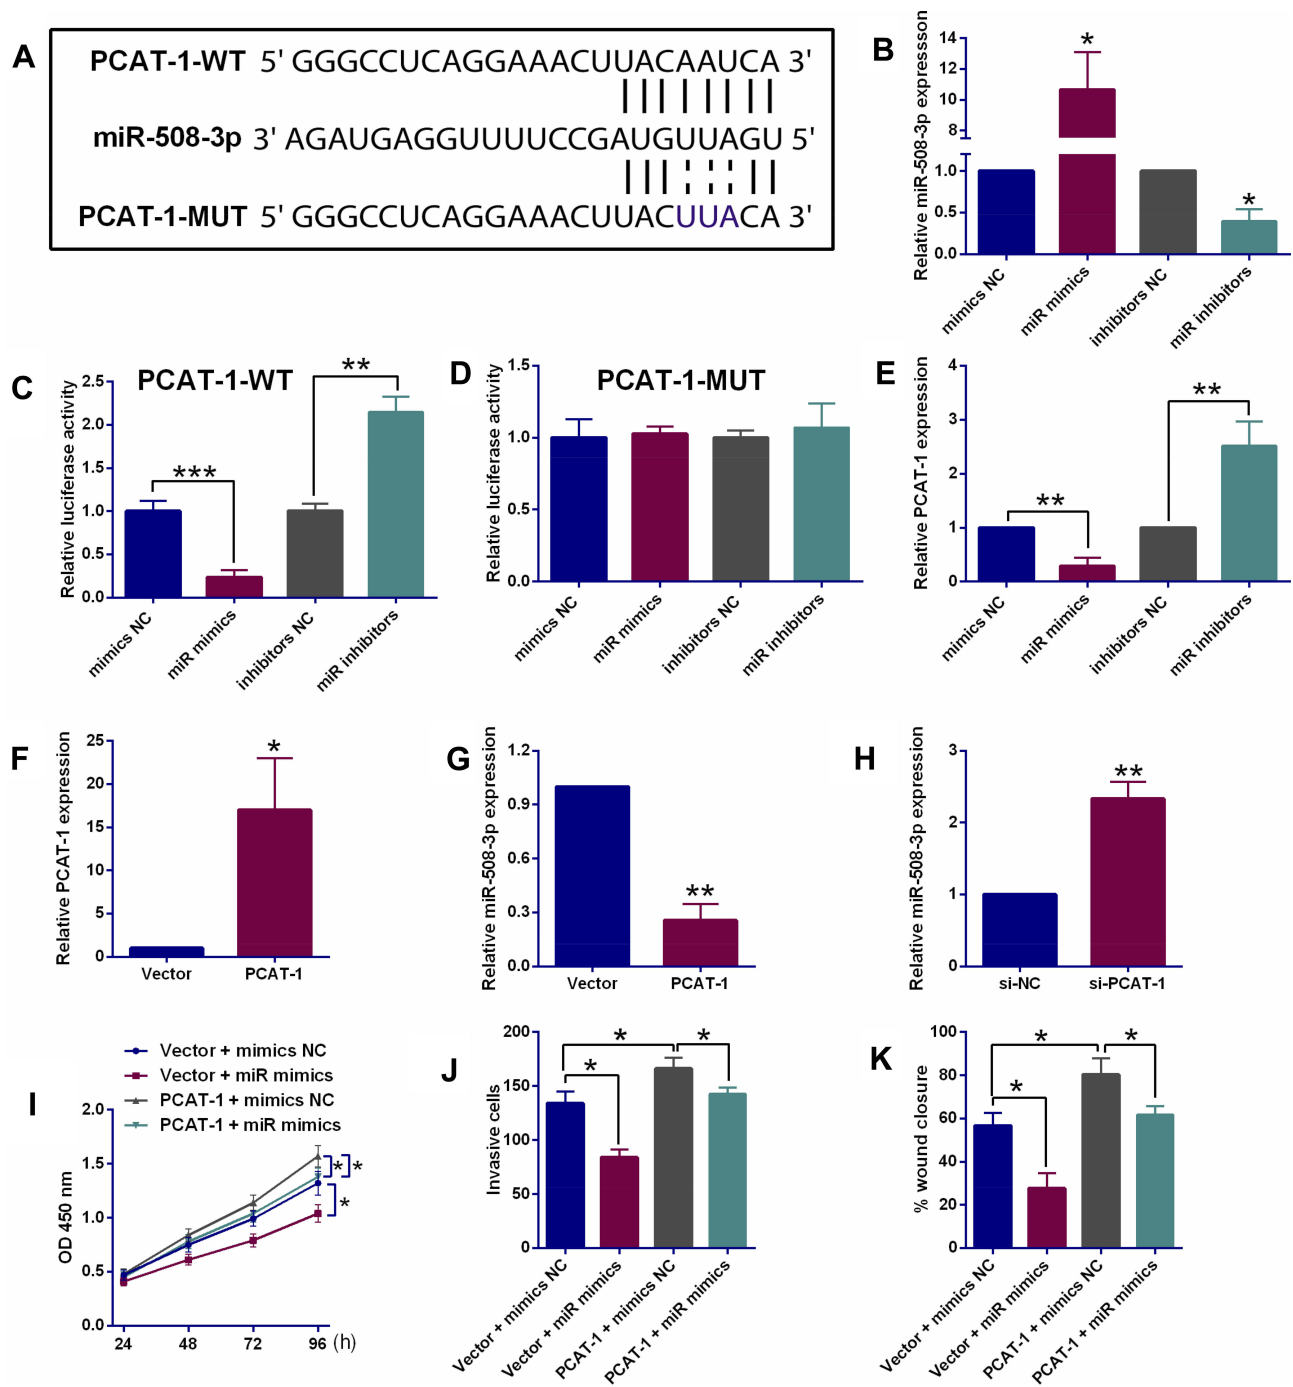 A
PCAT-1-WT 5' GGGCCUCAGGAAACUUACAAUCA 3'
miR-508-3p 3' AGAUGAGGUUUUCCGAUGUUAGU 5'
PCAT-1-MUT 5' GGGCCUCAGGAAACUUACUUACA 3'
B
Relative miR-508-3p expresssion
14
12
10
8
1.0
0.5
0.0
*
*
mimics NC
miR mimics
inhibitors NC
miR inhibitors
C
PCAT-1-WT
Relative luciferase activity
2.5
2.0
1.5
1.0
0.5
0.0
***
**
mimics NC
miR mimics
inhibitors NC
miR inhibitors
D
PCAT-1-MUT
Relative luciferase activity
1.5
1.0
0.5
0.0
mimics NC
miR mimics
inhibitors NC
miR inhibitors
E
Relative PCAT-1 expression
4
3
2
1
0
**
**
mimics NC
miR mimics
inhibitors NC
miR inhibitors
F
Relative PCAT-1 expression
25
20
15
10
5
0
*
Vector
PCAT-1
G
Relative miR-508-3p expression
1.2
0.9
0.6
0.3
0.0
**
Vector
PCAT-1
H
Relative miR-508-3p expression
3
2
1
0
**
si-NC
si-PCAT-1
I
Vector + mimics NC
Vector + miR mimics
PCAT-1 + mimics NC
PCAT-1 + miR mimics
OD 450 nm
2.0
1.5
1.0
0.5
0.0
* *
*
24 48 72 96 (h)
J
Invasive cells
200
150
100
50
0
*
*
*
Vector + mimics NC
Vector + miR mimics
PCAT-1 + mimics NC
PCAT-1 + miR mimics
K
% wound closure
100
80
60
40
20
0
*
*
*
Vector + mimics NC
Vector + miR mimics
PCAT-1 + mimics NC
PCAT-1 + miR mimics